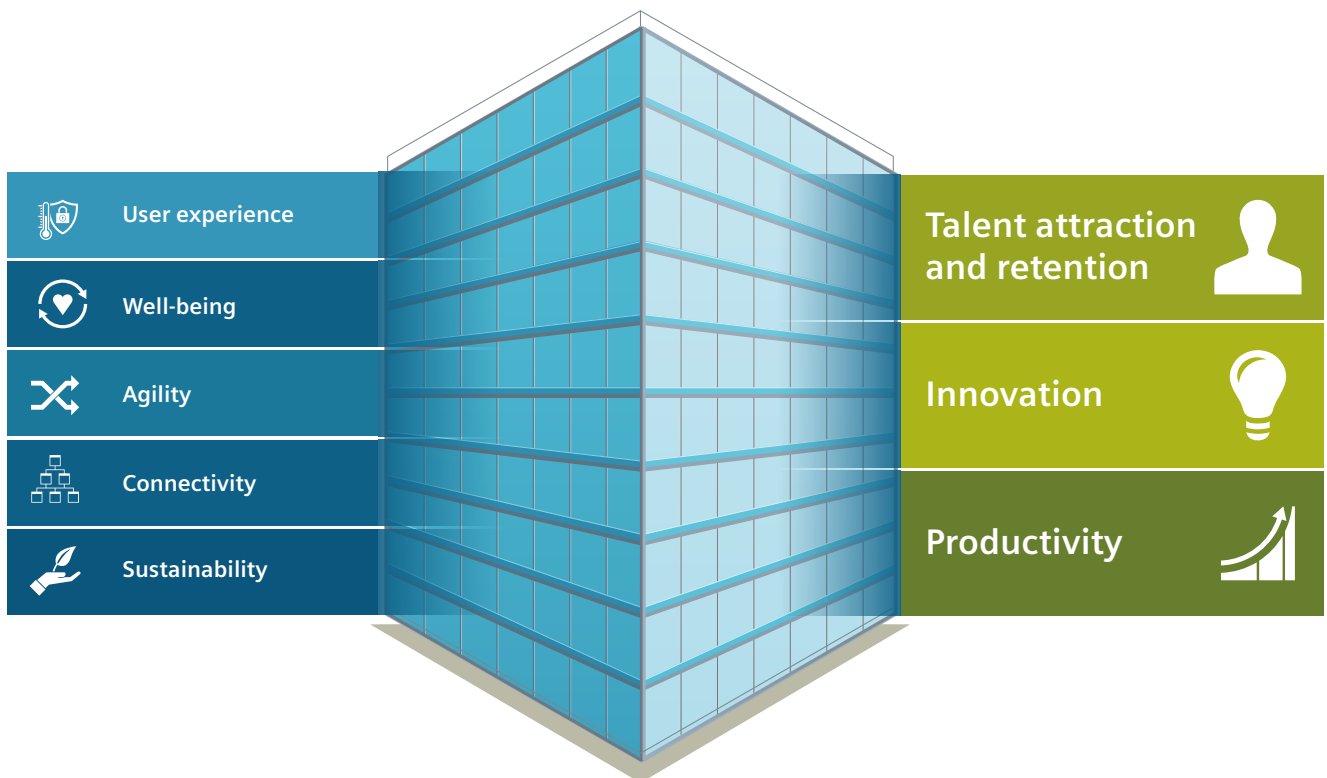 User experience
Well-being
Agility
Connectivity
Sustainability
Talent attraction
and retention
Innovation
Productivity